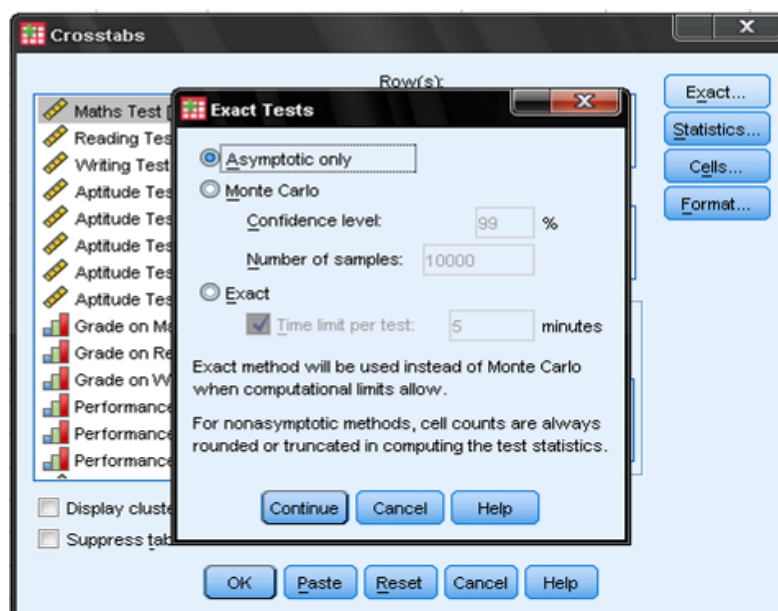 Crosstabs
Row(s):
Exact Tests
Maths Test
Reading Tes
Writing Test
Aptitude Tes
Aptitude Tes
Aptitude Tes
Aptitude Tes
Aptitude Tes
Grade on Ma
Grade on Re
Grade on W
Performance
Performance
Performance
Asymptotic only
Monte Carlo
Confidence level: 99 %
Number of samples: 10000
Exact
Time limit per test: 5 minutes
Exact method will be used instead of Monte Carlo
when computational limits allow.
For nonasymptotic methods, cell counts are always
rounded or truncated in computing the test statistics.
Continue Cancel Help
Exact...
Statistics...
Cells...
Format...
Display cluste
Suppress tab
OK Paste Reset Cancel Help